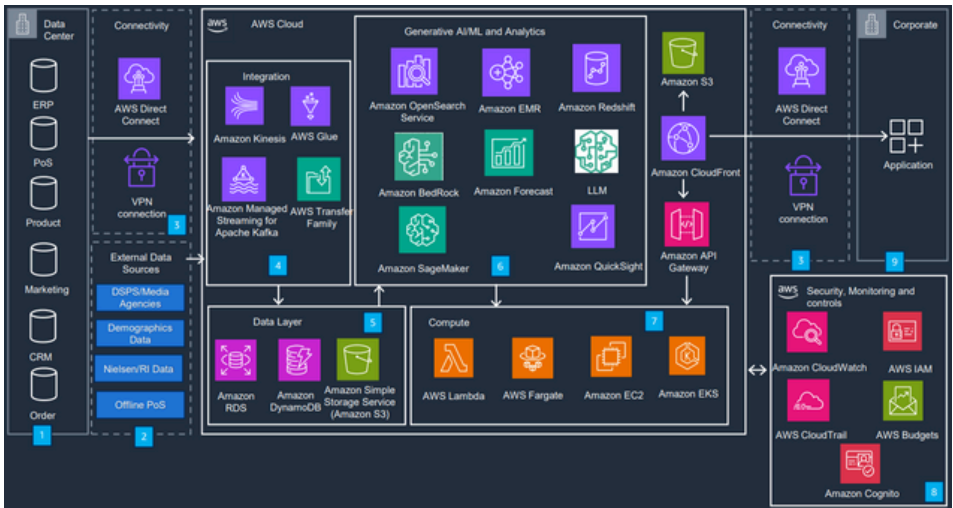 Data
Center
ERP
PoS
Product
Marketing
CRM
Order
1
Connectivity
AWS Direct
Connect
VPN
connection
3
External Data
Sources
DSPS/Media
Agencies
Demographics
Data
Nielsen/RI Data
Offline PoS
2
aws
AWS Cloud
Integration
Amazon Kinesis
AWS Glue
Amazon Managed
Streaming for
Apache Kafka
AWS Transfer
Family
4
Generative AI/ML and Analytics
Amazon OpenSearch
Service
Amazon EMR
Amazon Redshift
Amazon BedRock
Amazon Forecast
LLM
Amazon SageMaker
6
Amazon QuickSight
Data Layer
5
Amazon
RDS
Amazon
DynamoDB
Amazon Simple
Storage Service
(Amazon S3)
Compute
7
AWS Lambda
AWS Fargate
Amazon EC2
Amazon EKS
Amazon S3
Amazon CloudFront
Amazon API
Gateway
Connectivity
AWS Direct
Connect
VPN
connection
3
Corporate
Application
9
aws
Security, Monitoring and
controls
Amazon CloudWatch
AWS IAM
AWS CloudTrail
AWS Budgets
Amazon Cognito
8